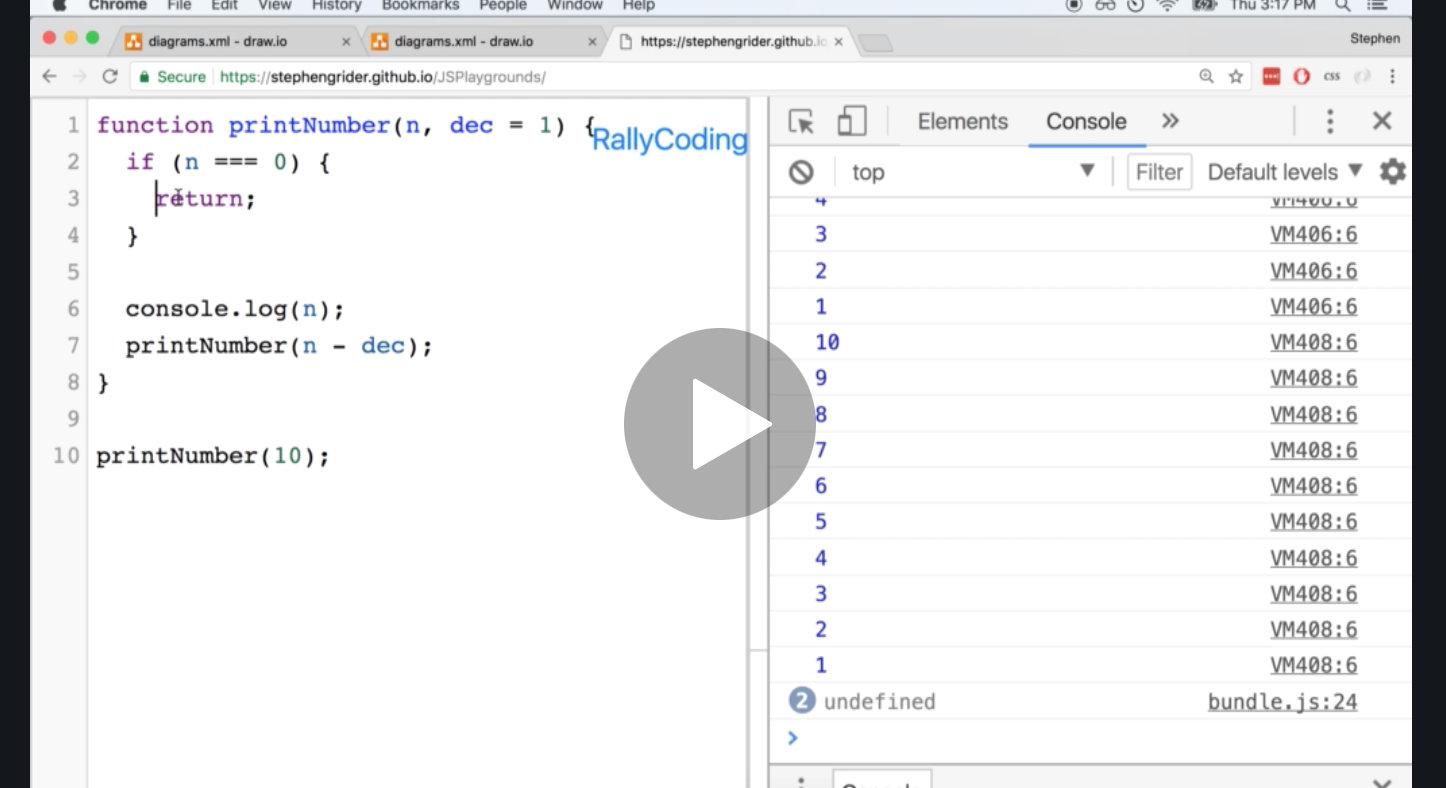 Chrome File Edit View History Bookmarks People Window Help Thu 3:17 PM
diagrams.xml - draw.io × diagrams.xml - draw.io × https://stephengrider.github.io × Stephen
Secure https://stephengrider.github.io/JSPlaygrounds/ css
1 function printNumber(n, dec = 1) {
RallyCoding
2 if (n === 0) {
3 return;
4 }
5
6 console.log(n);
7 printNumber(n - dec);
8 }
9
10 printNumber(10);
Elements Console »
top Filter Default levels
4 VM406:6
3 VM406:6
2 VM406:6
1 VM406:6
10 VM408:6
9 VM408:6
8 VM408:6
7 VM408:6
6 VM408:6
5 VM408:6
4 VM408:6
3 VM408:6
2 VM408:6
1 VM408:6
2 undefined bundle.js:24
>
Console